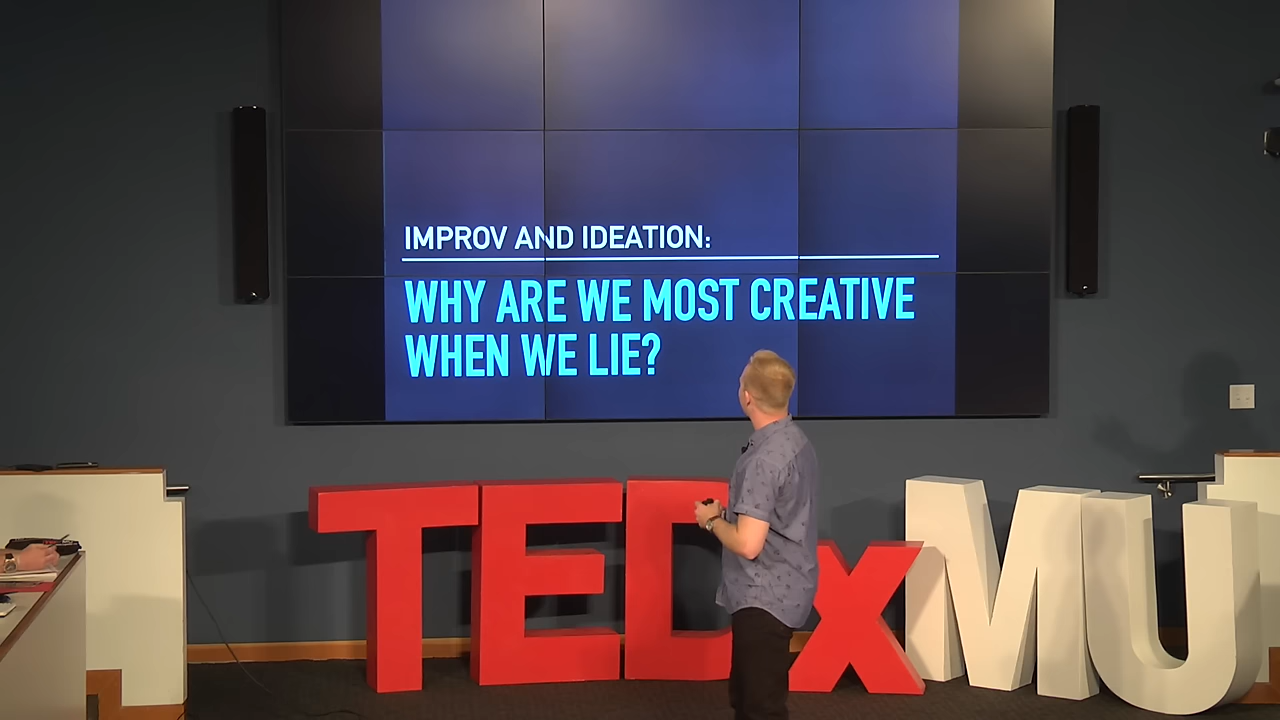 IMPROV AND IDEATION:
WHY ARE WE MOST CREATIVE
WHEN WE LIE?
TEDxMU